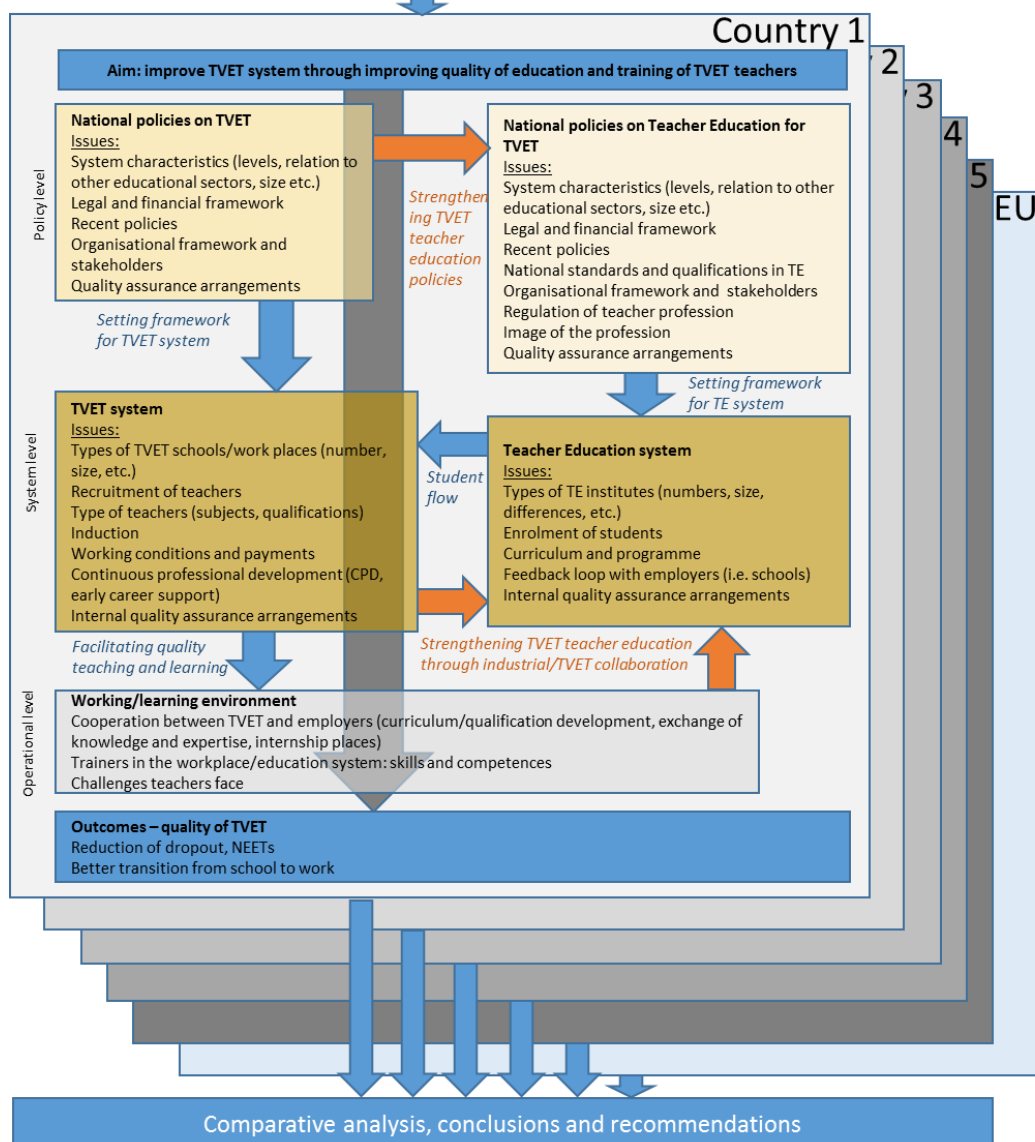 Country 1
2
3
4
5
EU
Aim: improve TVET system through improving quality of education and training of TVET teachers
Policy level
National policies on TVET
Issues:
System characteristics (levels, relation to
other educational sectors, size etc.)
Legal and financial framework
Recent policies
Organisational framework and
stakeholders
Quality assurance arrangements
Strengthen
ing TVET
teacher
education
policies
National policies on Teacher Education for
TVET
Issues:
System characteristics (levels, relation to other
educational sectors, size etc.)
Legal and financial framework
Recent policies
National standards and qualifications in TE
Organisational framework and stakeholders
Regulation of teacher profession
Image of the profession
Quality assurance arrangements
Setting framework
for TVET system
Setting framework
for TE system
System level
TVET system
Issues:
Types of TVET schools/work places (number,
size, etc.)
Recruitment of teachers
Type of teachers (subjects, qualifications)
Induction
Working conditions and payments
Continuous professional development (CPD,
early career support)
Internal quality assurance arrangements
Student
flow
Teacher Education system
Issues:
Types of TE institutes (numbers, size,
differences, etc.)
Enrolment of students
Curriculum and programme
Feedback loop with employers (i.e. schools)
Internal quality assurance arrangements
Facilitating quality
teaching and learning
Strengthening TVET teacher education
through industrial/TVET collaboration
Operational level
Working/learning environment
Cooperation between TVET and employers (curriculum/qualification development, exchange of
knowledge and expertise, internship places)
Trainers in the workplace/education system: skills and competences
Challenges teachers face
Outcomes – quality of TVET
Reduction of dropout, NEETs
Better transition from school to work
Comparative analysis, conclusions and recommendations